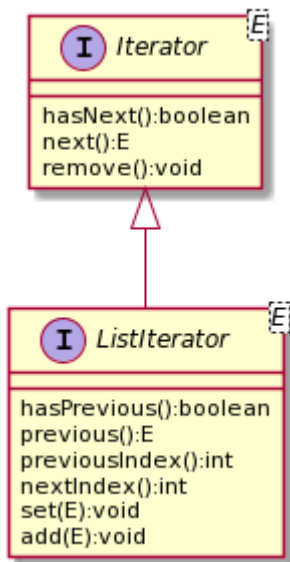 E
I Iterator
hasNext():boolean
next():E
remove():void
E
I ListIterator
hasPrevious():boolean
previous():E
previousIndex():int
nextIndex():int
set(E):void
add(E):void